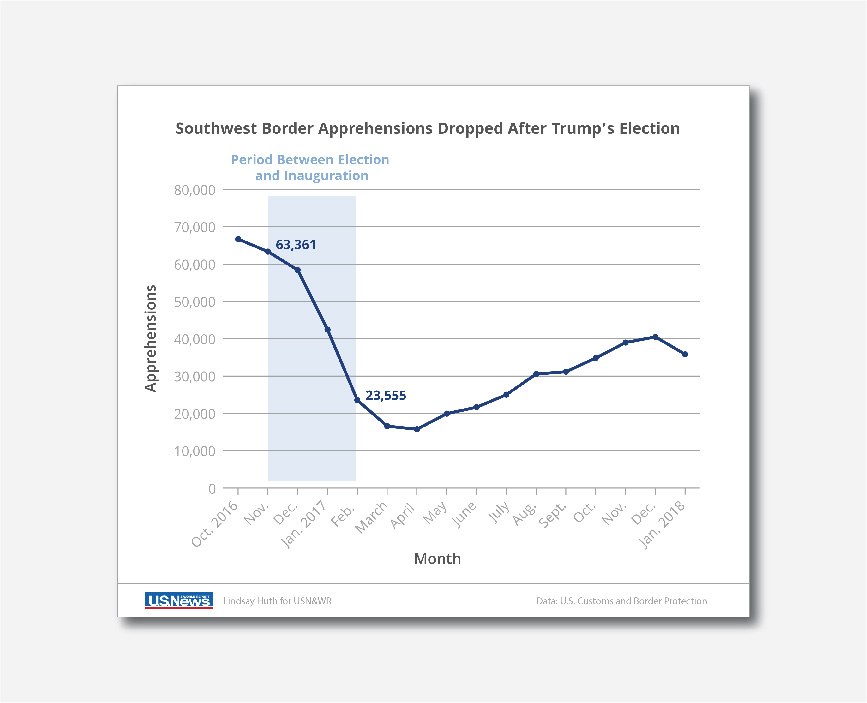 Southwest Border Apprehensions Dropped After Trump's Election
Period Between Election
and Inauguration
80,000
70,000
60,000
50,000
40,000
30,000
20,000
10,000
0
63,361
23,555
Apprehensions
Oct. 2016
Nov.
Dec.
Jan. 2017
Feb.
March
April
May
June
July
Aug.
Sept.
Oct.
Nov.
Dec.
Jan. 2018
Month
USNews
Lindsay Huth for USN&WR
Data: U.S. Customs and Border Protection